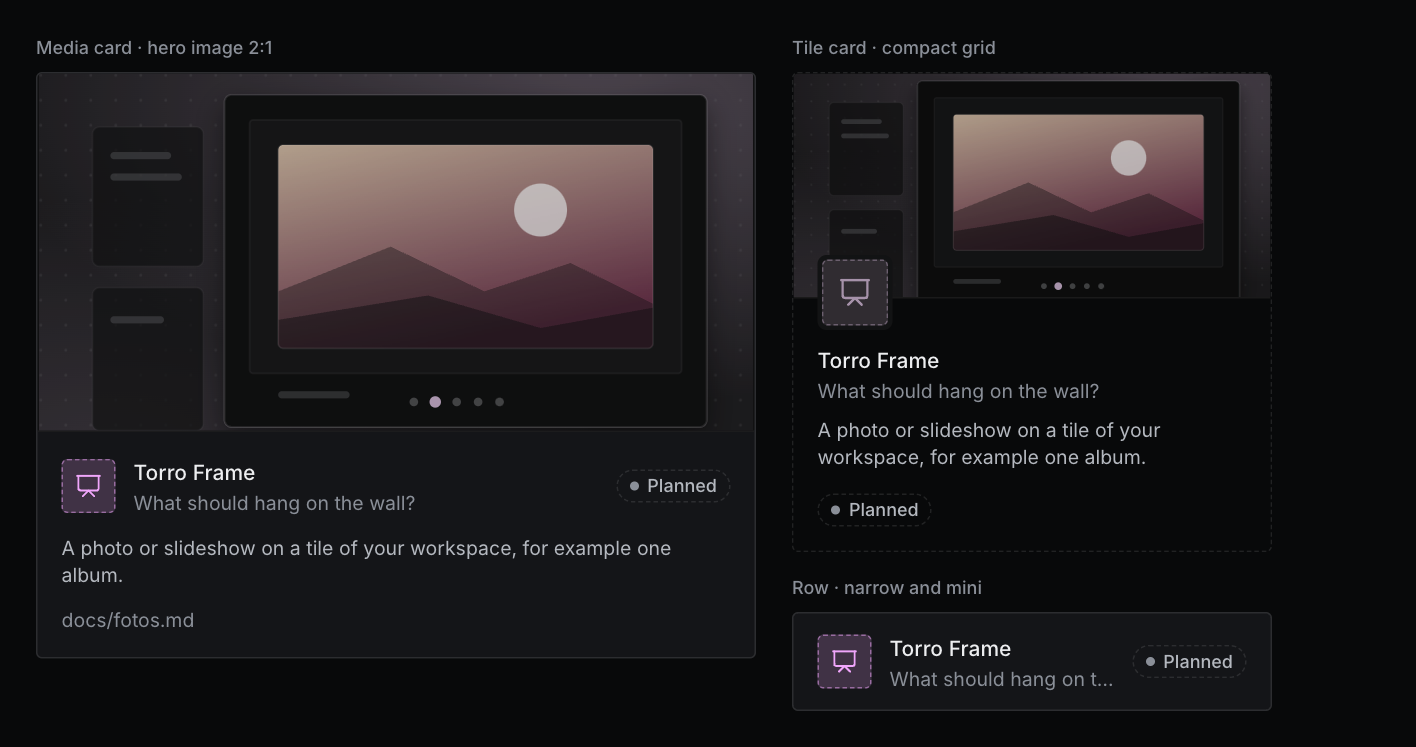 Media card · hero image 2:1
Torro Frame
What should hang on the wall?
Planned
A photo or slideshow on a tile of your workspace, for example one
album.
docs/fotos.md
Tile card · compact grid
Torro Frame
What should hang on the wall?
A photo or slideshow on a tile of your
workspace, for example one album.
Planned
Row · narrow and mini
Torro Frame
What should hang on t...
Planned